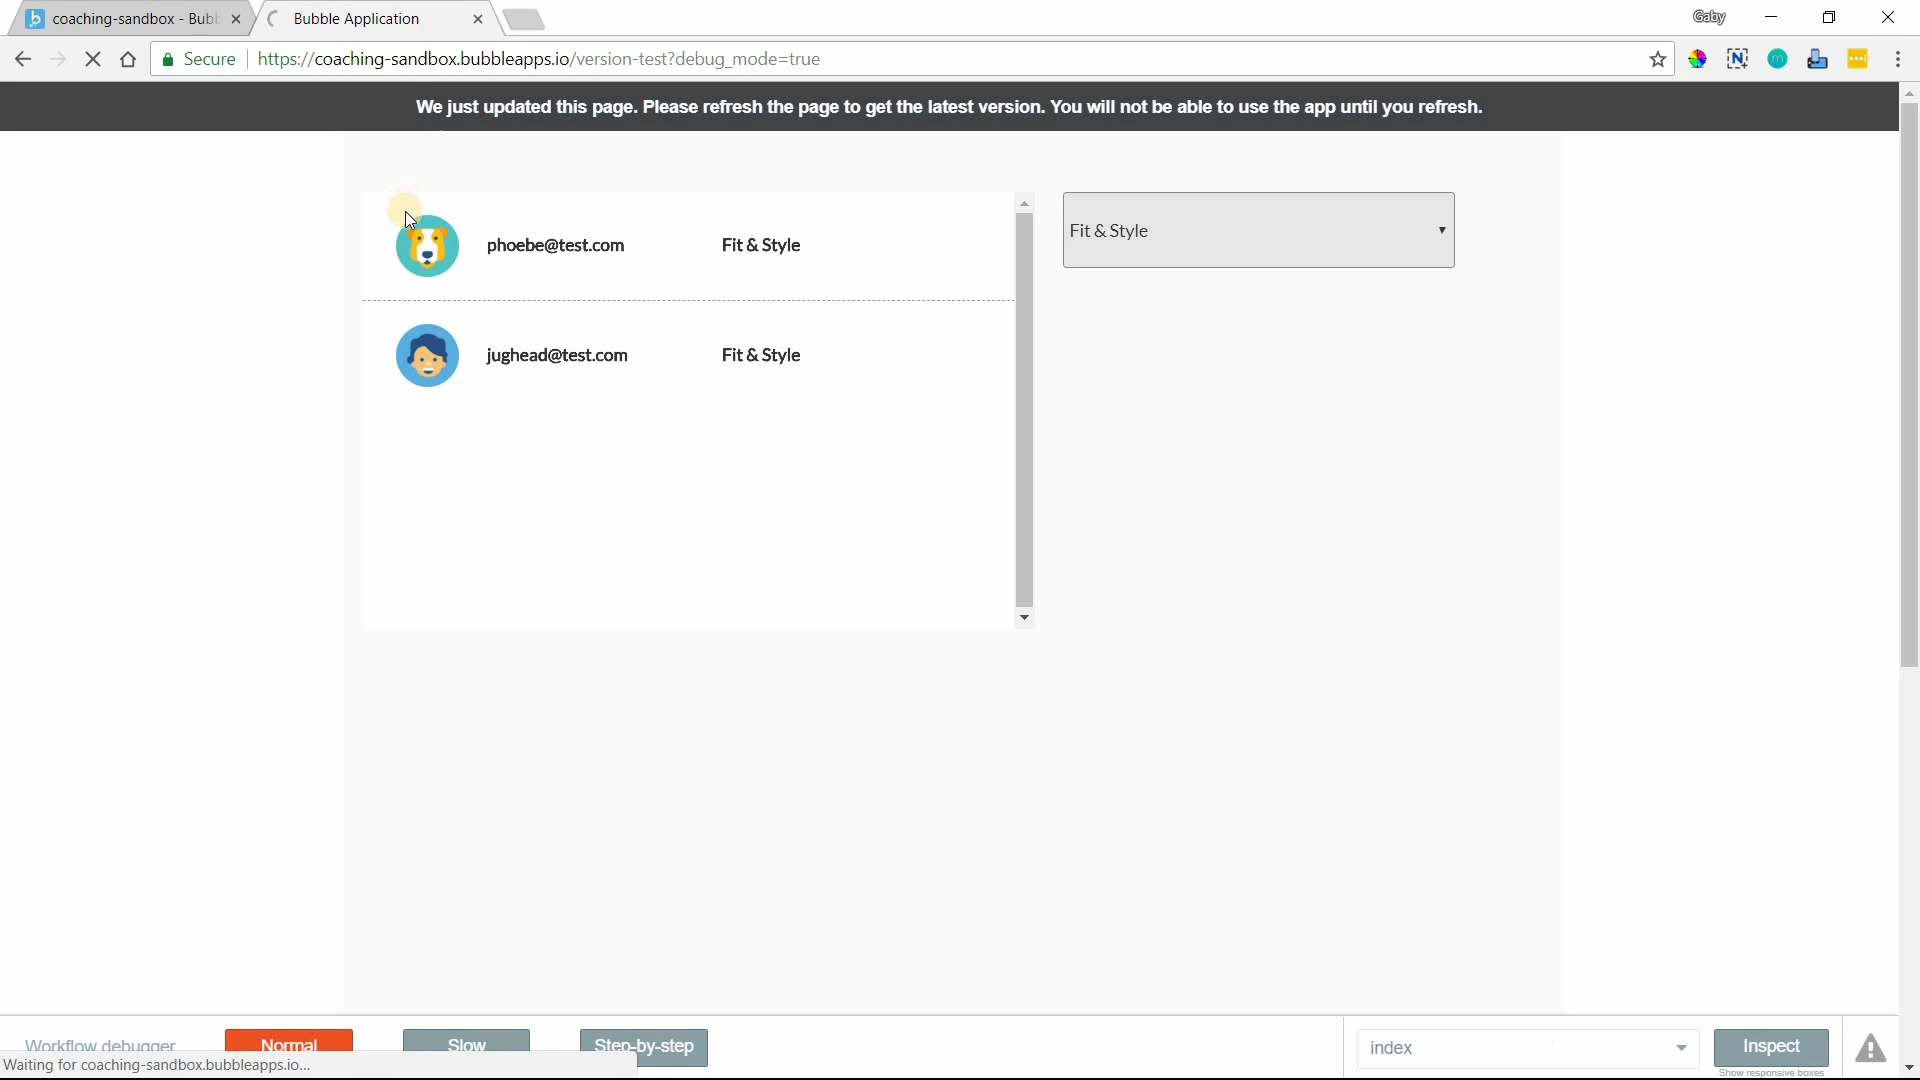 coaching-sandbox - Bubb
Bubble Application
Gaby
Secure
https://coaching-sandbox.bubbleapps.io/version-test?debug_mode=true
We just updated this page. Please refresh the page to get the latest version. You will not be able to use the app until you refresh.
phoebe@test.com
Fit & Style
Fit & Style
jughead@test.com
Fit & Style
Workflow debugger
Normal
Slow
Step-by-step
index
Inspect
Show responsive boxes
Waiting for coaching-sandbox.bubbleapps.io...